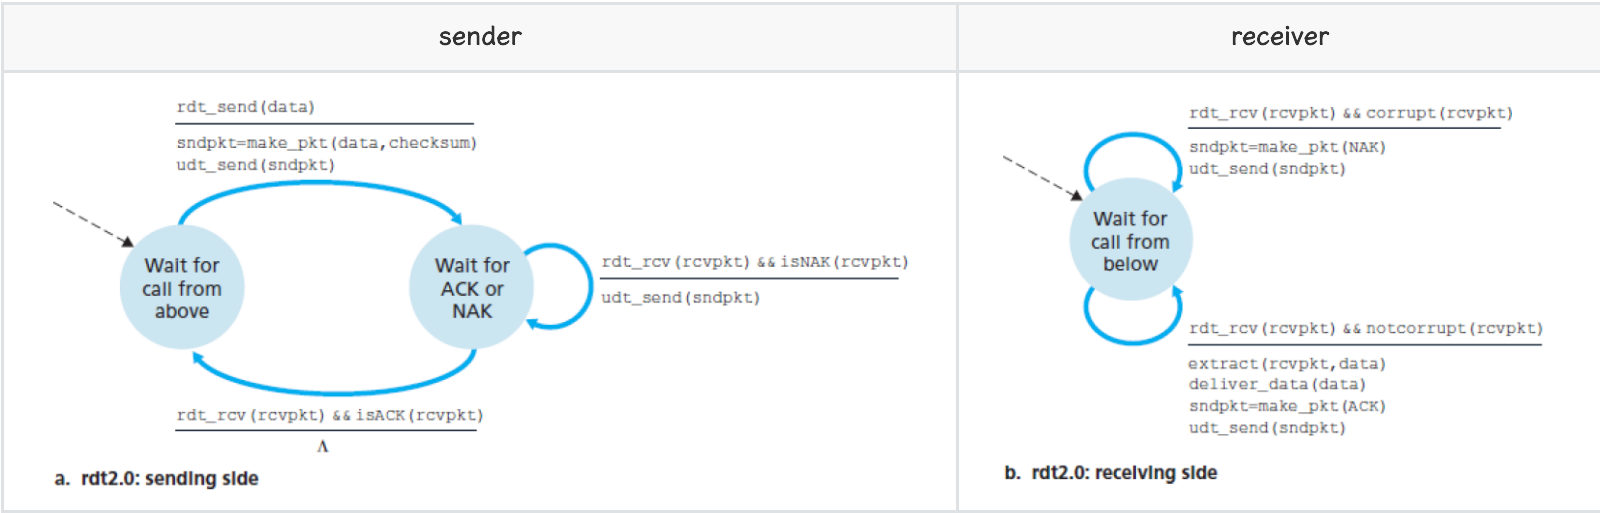 sender
receiver
rdt_send(data)
sndpkt=make_pkt(data,checksum)
udt_send(sndpkt)
Wait for
call from
above
Wait for
ACK or
NAK
rdt_rcv(rcvpkt) && isNAK(rcvpkt)
udt_send(sndpkt)
rdt_rcv(rcvpkt) && isACK(rcvpkt)
Λ
a. rdt2.0: sending side
rdt_rcv(rcvpkt) && corrupt(rcvpkt)
sndpkt=make_pkt(NAK)
udt_send(sndpkt)
Wait for
call from
below
rdt_rcv(rcvpkt) && notcorrupt(rcvpkt)
extract(rcvpkt,data)
deliver_data(data)
sndpkt=make_pkt(ACK)
udt_send(sndpkt)
b. rdt2.0: receiving side